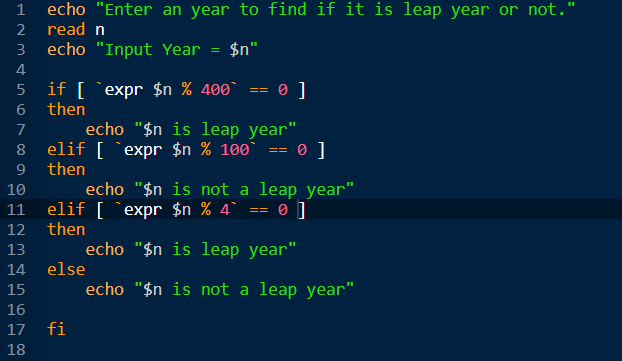 1 echo "Enter an year to find if it is leap year or not."
2 read n
3 echo "Input Year = $n"
4
5 if [ `expr $n % 400` == 0 ]
6 then
7     echo "$n is leap year"
8 elif [ `expr $n % 100` == 0 ]
9 then
10     echo "$n is not a leap year"
11 elif [ `expr $n % 4` == 0 ]
12 then
13     echo "$n is leap year"
14 else
15     echo "$n is not a leap year"
16
17 fi
18